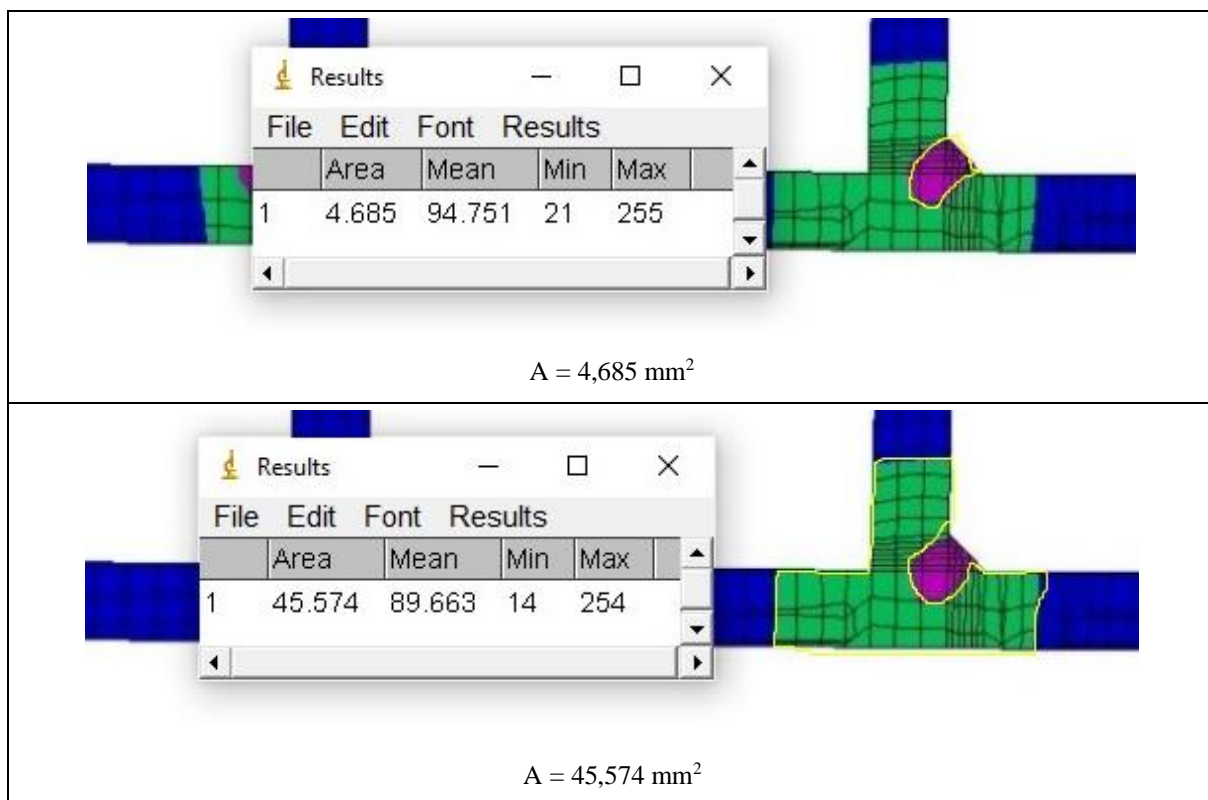 Results
File Edit Font Results
Area Mean Min Max
1 4.685 94.751 21 255
A = 4,685 mm²
Results
File Edit Font Results
Area Mean Min Max
1 45.574 89.663 14 254
A = 45,574 mm²